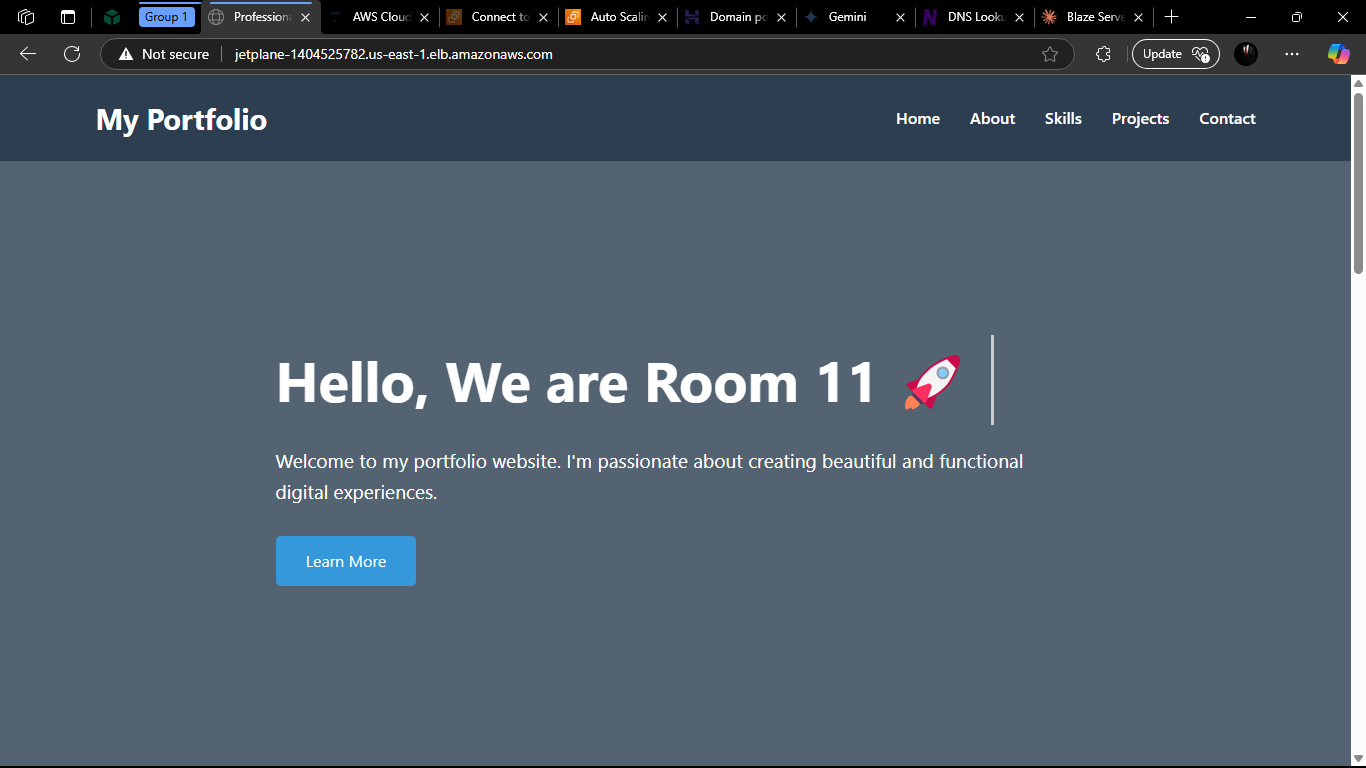 Group 1
Professiona
AWS Cloud
Connect to
Auto Scalin
Domain po
Gemini
DNS Looku
Blaze Serve
Not secure
jetplane-1404525782.us-east-1.elb.amazonaws.com
Update
My Portfolio
Home
About
Skills
Projects
Contact
Hello, We are Room 11 🚀
Welcome to my portfolio website. I'm passionate about creating beautiful and functional
digital experiences.
Learn More